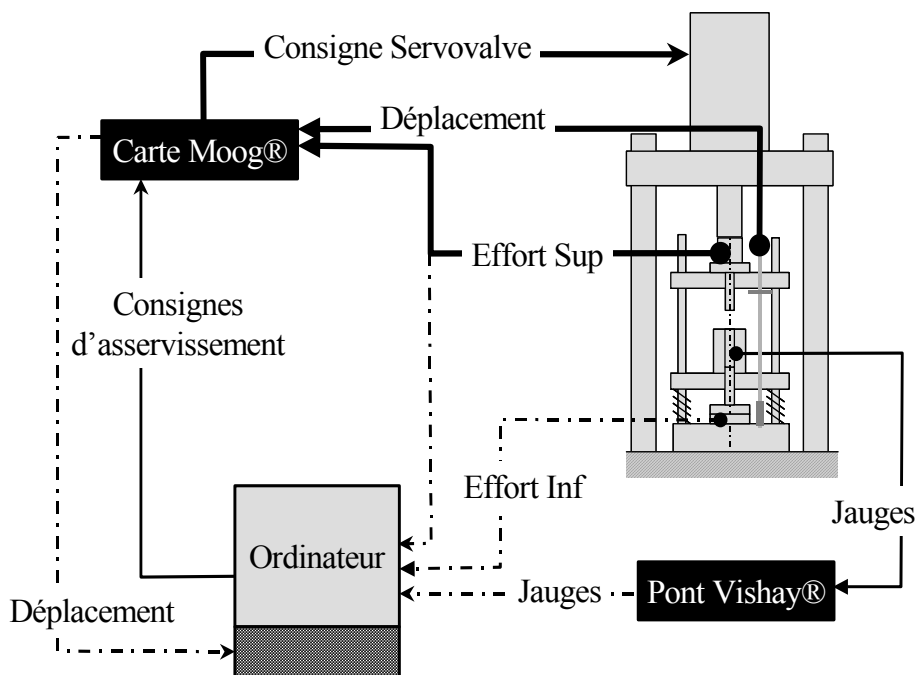 Consigne Servovalve
Déplacement
Carte Moog®
Effort Sup
Consignes
d’asservissement
Effort Inf
Jauges
Ordinateur
Jauges
Pont Vishay®
Déplacement